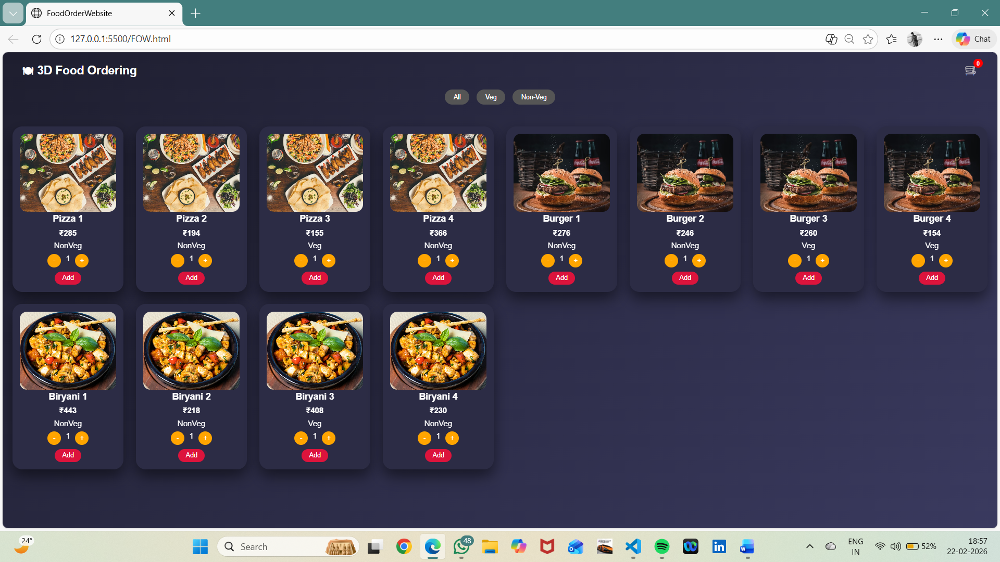 FoodOrderWebsite
127.0.0.1:5500/FOW.html
Chat
🍽 3D Food Ordering
0
All Veg Non-Veg
Pizza 1 Pizza 2 Pizza 3 Pizza 4 Burger 1 Burger 2 Burger 3 Burger 4
₹285 ₹194 ₹155 ₹366 ₹276 ₹246 ₹260 ₹154
NonVeg NonVeg Veg NonVeg NonVeg NonVeg Veg Veg
- 1 + - 1 + - 1 + - 1 + - 1 + - 1 + - 1 + - 1 +
Add Add Add Add Add Add Add Add
Biryani 1 Biryani 2 Biryani 3 Biryani 4
₹443 ₹218 ₹408 ₹230
NonVeg NonVeg Veg NonVeg
- 1 + - 1 + - 1 + - 1 +
Add Add Add Add
24°
Search
48
ENG
IN
52%
18:57
22-02-2026